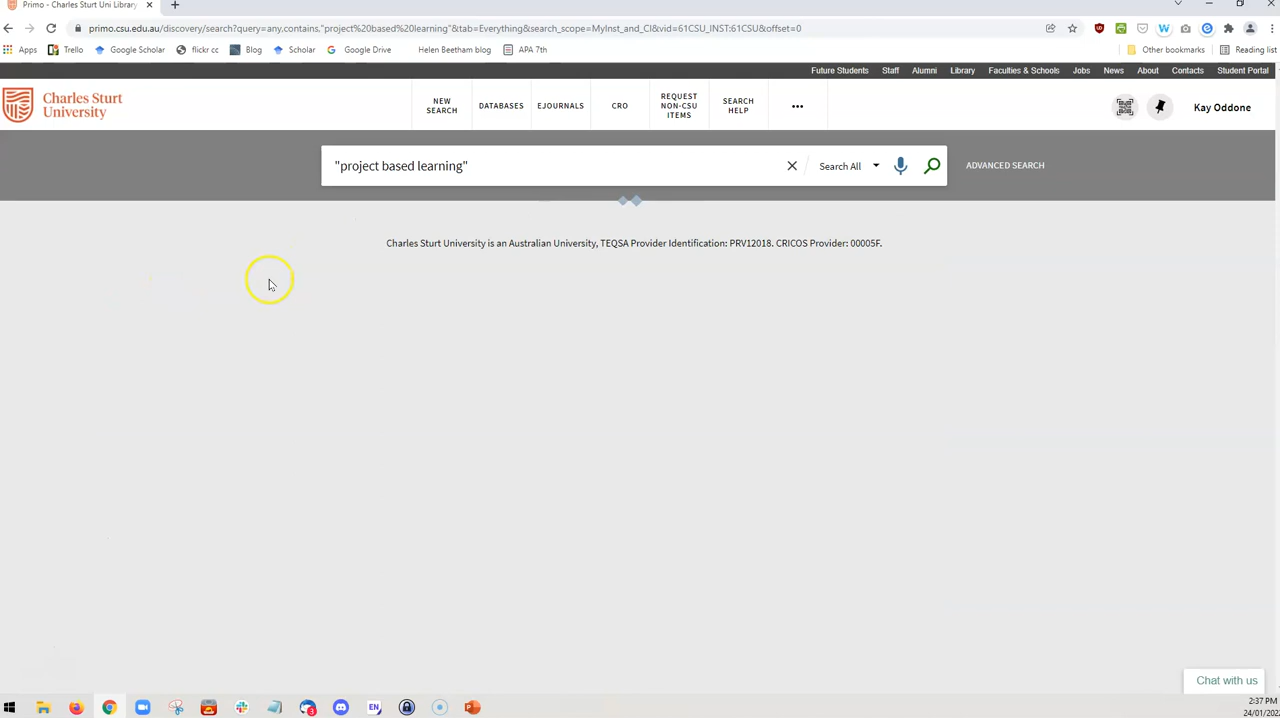 Primo - Charles Sturt Uni Library
primo.csu.edu.au/discovery/search?query=any,contains,"project%20based%20learning"&tab=Everything&search_scope=MyInst_and_CI&vid=61CSU_INST:61CSU&offset=0
Apps Trello Google Scholar flickr cc Blog Scholar Google Drive Helen Beetham blog APA 7th Other bookmarks Reading list
Future Students Staff Alumni Library Faculties & Schools Jobs News About Contacts Student Portal
Charles Sturt
University
NEW
SEARCH
DATABASES
EJOURNALS
CRO
REQUEST
NON-CSU
ITEMS
SEARCH
HELP
Kay Oddone
"project based learning"
Search All
ADVANCED SEARCH
Charles Sturt University is an Australian University, TEQSA Provider Identification: PRV12018. CRICOS Provider: 00005F.
Chat with us
EN
3
2:37 PM